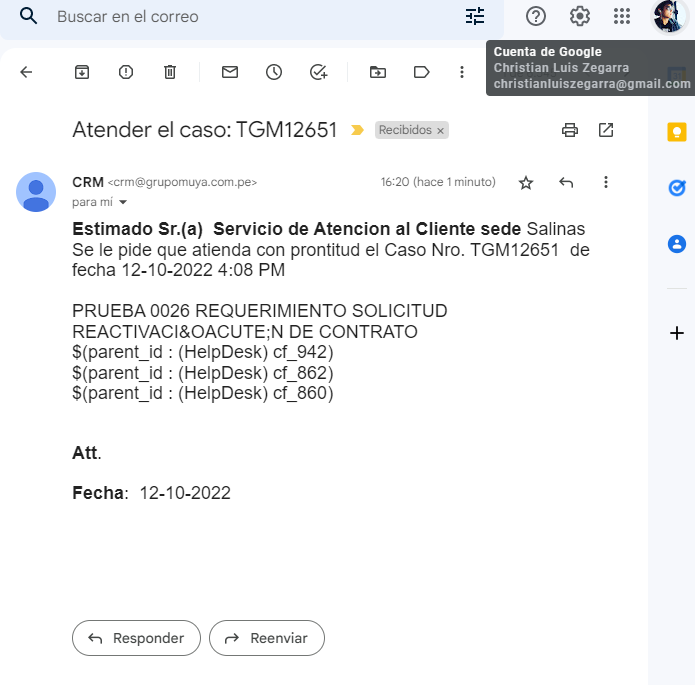 Buscar en el correo
Cuenta de Google
Christian Luis Zegarra
christianluiszegarra@gmail.com
Atender el caso: TGM12651 Recibidos ×
CRM <crm@grupomuya.com.pe> 16:20 (hace 1 minuto)
para mí
Estimado Sr.(a)  Servicio de Atencion al Cliente sede Salinas
Se le pide que atienda con prontitud el Caso Nro. TGM12651  de
fecha 12-10-2022 4:08 PM
PRUEBA 0026 REQUERIMIENTO SOLICITUD
REACTIVACI&OACUTE;N DE CONTRATO
$(parent_id : (HelpDesk) cf_942)
$(parent_id : (HelpDesk) cf_862)
$(parent_id : (HelpDesk) cf_860)
Att.
Fecha:  12-10-2022
Responder Reenviar